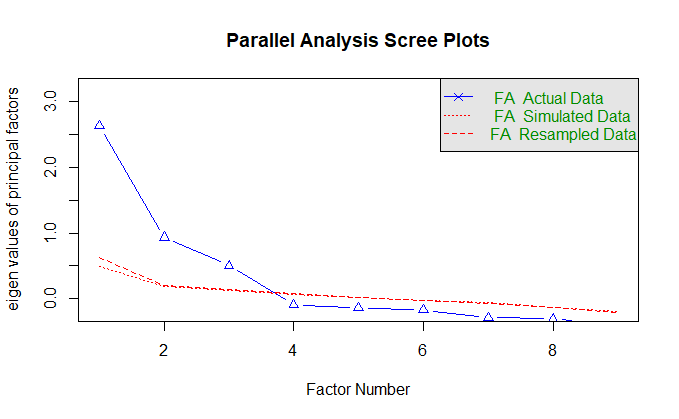 Parallel Analysis Scree Plots
eigen values of principal factors
3.0
2.0
1.0
0.0
FA Actual Data
FA Simulated Data
FA Resampled Data
2 4 6 8
Factor Number